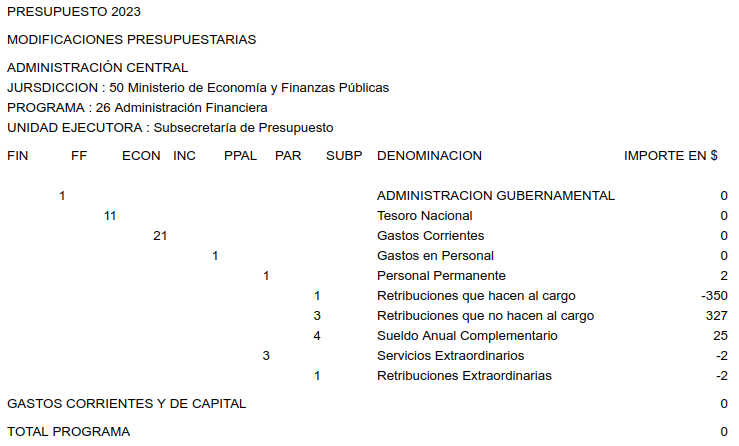 PRESUPUESTO 2023
MODIFICACIONES PRESUPUESTARIAS
ADMINISTRACIÓN CENTRAL
JURSDICCION : 50 Ministerio de Economía y Finanzas Públicas
PROGRAMA : 26 Administración Financiera
UNIDAD EJECUTORA : Subsecretaría de Presupuesto
FIN FF ECON INC PPAL PAR SUBP DENOMINACION IMPORTE EN $
1 ADMINISTRACION GUBERNAMENTAL 0
11 Tesoro Nacional 0
21 Gastos Corrientes 0
1 Gastos en Personal 0
1 Personal Permanente 2
1 Retribuciones que hacen al cargo -350
3 Retribuciones que no hacen al cargo 327
4 Sueldo Anual Complementario 25
3 Servicios Extraordinarios -2
1 Retribuciones Extraordinarias -2
GASTOS CORRIENTES Y DE CAPITAL 0
TOTAL PROGRAMA 0